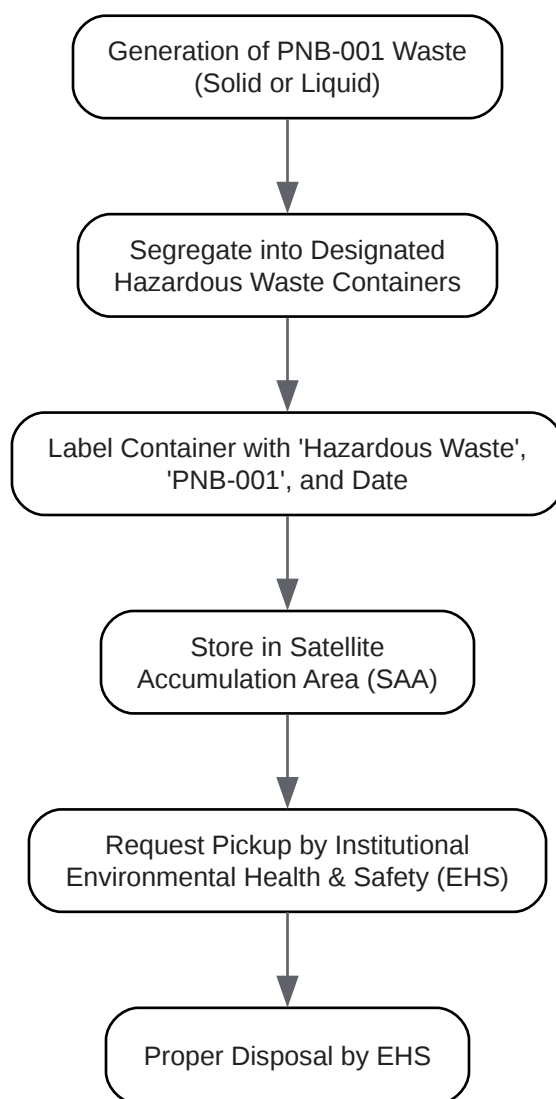 Generation of PNB-001 Waste
(Solid or Liquid)
Segregate into Designated
Hazardous Waste Containers
Label Container with 'Hazardous Waste',
'PNB-001', and Date
Store in Satellite
Accumulation Area (SAA)
Request Pickup by Institutional
Environmental Health & Safety (EHS)
Proper Disposal by EHS